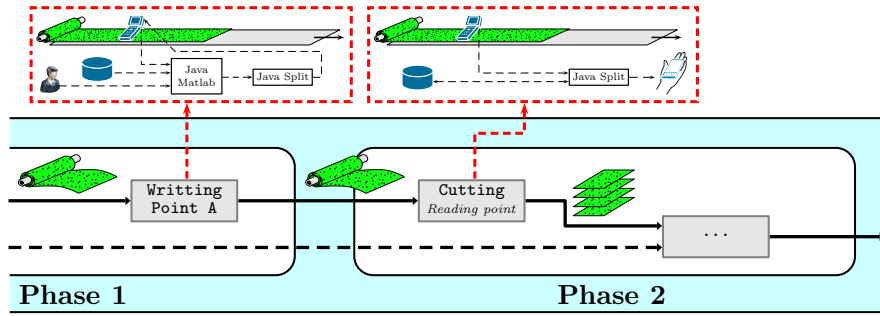 Java
Matlab
Java Split
Java Split
Writting
Point A
Cutting
Reading point
...
Phase 1
Phase 2